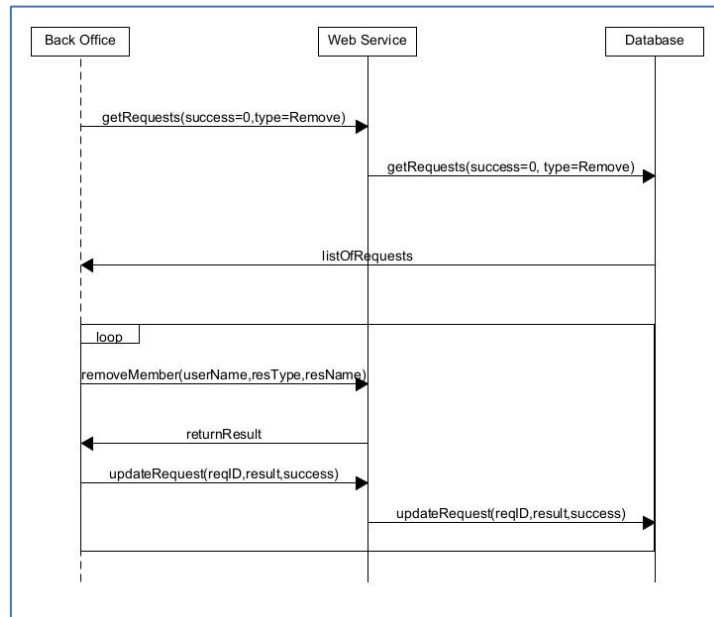 Back Office
Web Service
Database
getRequests(success=0,type=Remove)
getRequests(success=0, type=Remove)
listOfRequests
loop
removeMember(userName,resType,resName)
returnResult
updateRequest(reqID,result,success)
updateRequest(reqID,result,success)